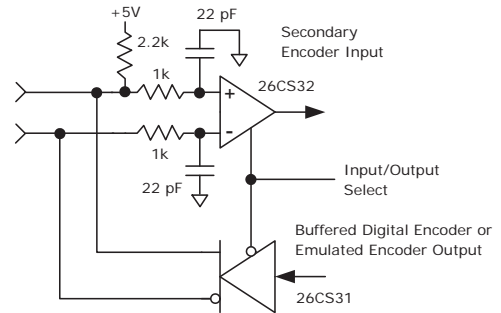 +5V
22 pF
Secondary
Encoder Input
2.2k
1k
26CS32
+
-
1k
22 pF
Input/Output
Select
Buffered Digital Encoder or
Emulated Encoder Output
26CS31